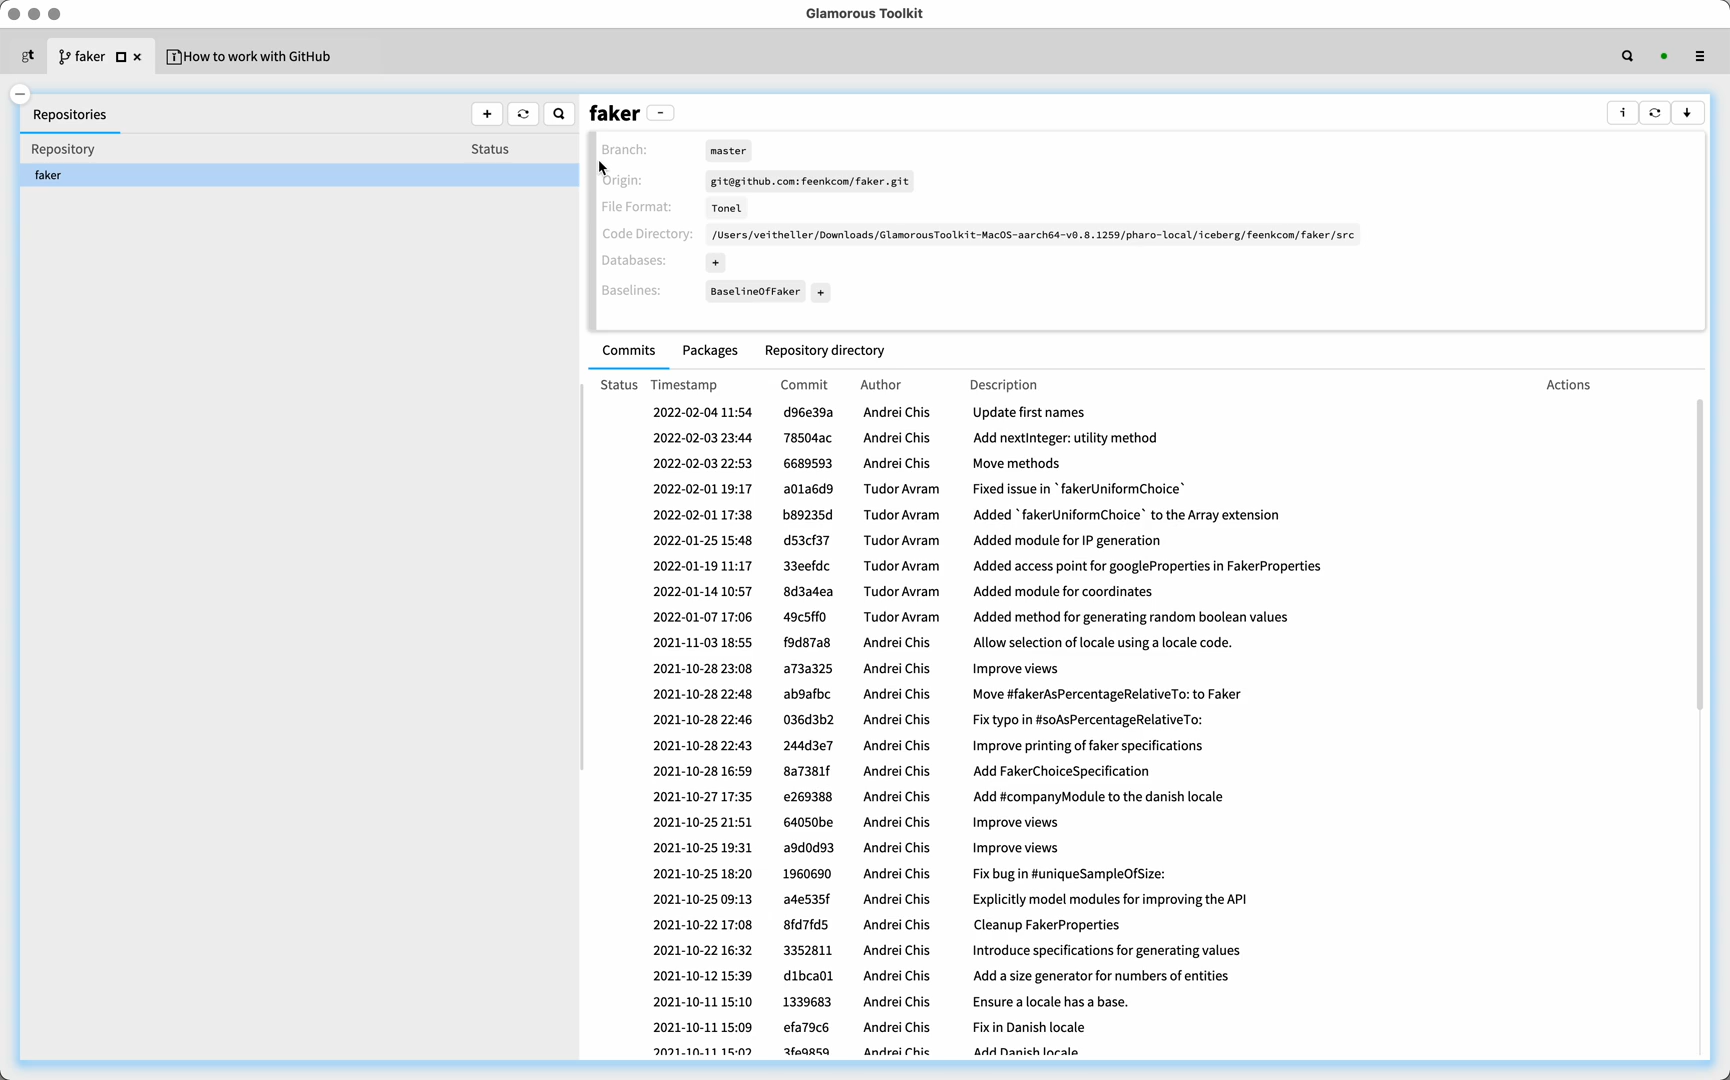 Glamorous Toolkit
gt faker How to work with GitHub
Repositories
Repository Status
faker
faker
Branch: master
Origin: git@github.com:feenkcom/faker.git
File Format: Tonel
Code Directory: /Users/veitheller/Downloads/GlamorousToolkit-MacOS-aarch64-v0.8.1259/pharo-local/iceberg/feenkcom/faker/src
Databases: +
Baselines: BaselineOfFaker +
Commits Packages Repository directory
Status Timestamp Commit Author Description Actions
2022-02-04 11:54 d96e39a Andrei Chis Update first names
2022-02-03 23:44 78504ac Andrei Chis Add nextInteger: utility method
2022-02-03 22:53 6689593 Andrei Chis Move methods
2022-02-01 19:17 a01a6d9 Tudor Avram Fixed issue in `fakerUniformChoice`
2022-02-01 17:38 b89235d Tudor Avram Added `fakerUniformChoice` to the Array extension
2022-01-25 15:48 d53cf37 Tudor Avram Added module for IP generation
2022-01-19 11:17 33eefdc Tudor Avram Added access point for googleProperties in FakerProperties
2022-01-14 10:57 8d3a4ea Tudor Avram Added module for coordinates
2022-01-07 17:06 49c5ff0 Tudor Avram Added method for generating random boolean values
2021-11-03 18:55 f9d87a8 Andrei Chis Allow selection of locale using a locale code.
2021-10-28 23:08 a73a325 Andrei Chis Improve views
2021-10-28 22:48 ab9afbc Andrei Chis Move #fakerAsPercentageRelativeTo: to Faker
2021-10-28 22:46 036d3b2 Andrei Chis Fix typo in #soAsPercentageRelativeTo:
2021-10-28 22:43 244d3e7 Andrei Chis Improve printing of faker specifications
2021-10-28 16:59 8a7381f Andrei Chis Add FakerChoiceSpecification
2021-10-27 17:35 e269388 Andrei Chis Add #companyModule to the danish locale
2021-10-25 21:51 64050be Andrei Chis Improve views
2021-10-25 19:31 a9d0d93 Andrei Chis Improve views
2021-10-25 18:20 1960690 Andrei Chis Fix bug in #uniqueSampleOfSize:
2021-10-25 09:13 a4e535f Andrei Chis Explicitly model modules for improving the API
2021-10-22 17:08 8fd7fd5 Andrei Chis Cleanup FakerProperties
2021-10-22 16:32 3352811 Andrei Chis Introduce specifications for generating values
2021-10-12 15:39 d1bca01 Andrei Chis Add a size generator for numbers of entities
2021-10-11 15:10 1339683 Andrei Chis Ensure a locale has a base.
2021-10-11 15:09 efa79c6 Andrei Chis Fix in Danish locale
2021-10-11 15:02 3fe9859 Andrei Chis Add Danish locale